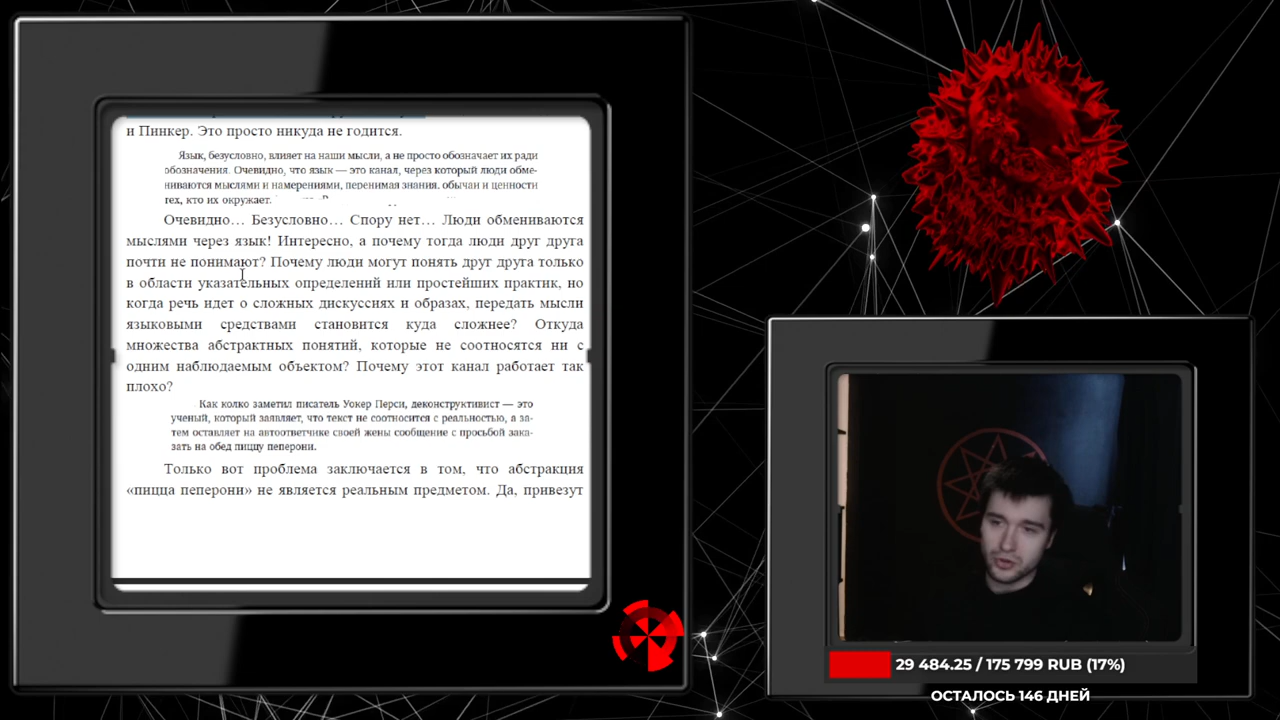 и Пинкер. Это просто никуда не годится.
Язык, безусловно, влияет на наши мысли, а не просто обозначает их ради
обозначения. Очевидно, что язык — это канал, через который люди обме-
ниваются мыслями и намерениями, перенимая знания, обычаи и ценности
тех, кто их окружает.
Очевидно… Безусловно… Спору нет… Люди обмениваются
мыслями через язык! Интересно, а почему тогда люди друг друга
почти не понимают? Почему люди могут понять друг друга только
в области указательных определений или простейших практик, но
когда речь идет о сложных дискуссиях и образах, передать мысли
языковыми средствами становится куда сложнее? Откуда
множества абстрактных понятий, которые не соотносятся ни с
одним наблюдаемым объектом? Почему этот канал работает так
плохо?
Как колко заметил писатель Уокер Перси, деконструктивист — это
ученый, который заявляет, что текст не соотносится с реальностью, а за-
тем оставляет на автоответчике своей жены сообщение с просьбой зака-
зать на обед пиццу пеперони.
Только вот проблема заключается в том, что абстракция
«пицца пеперони» не является реальным предметом. Да, привезут
29 484.25 / 175 799 RUB (17%)
ОСТАЛОСЬ 146 ДНЕЙ